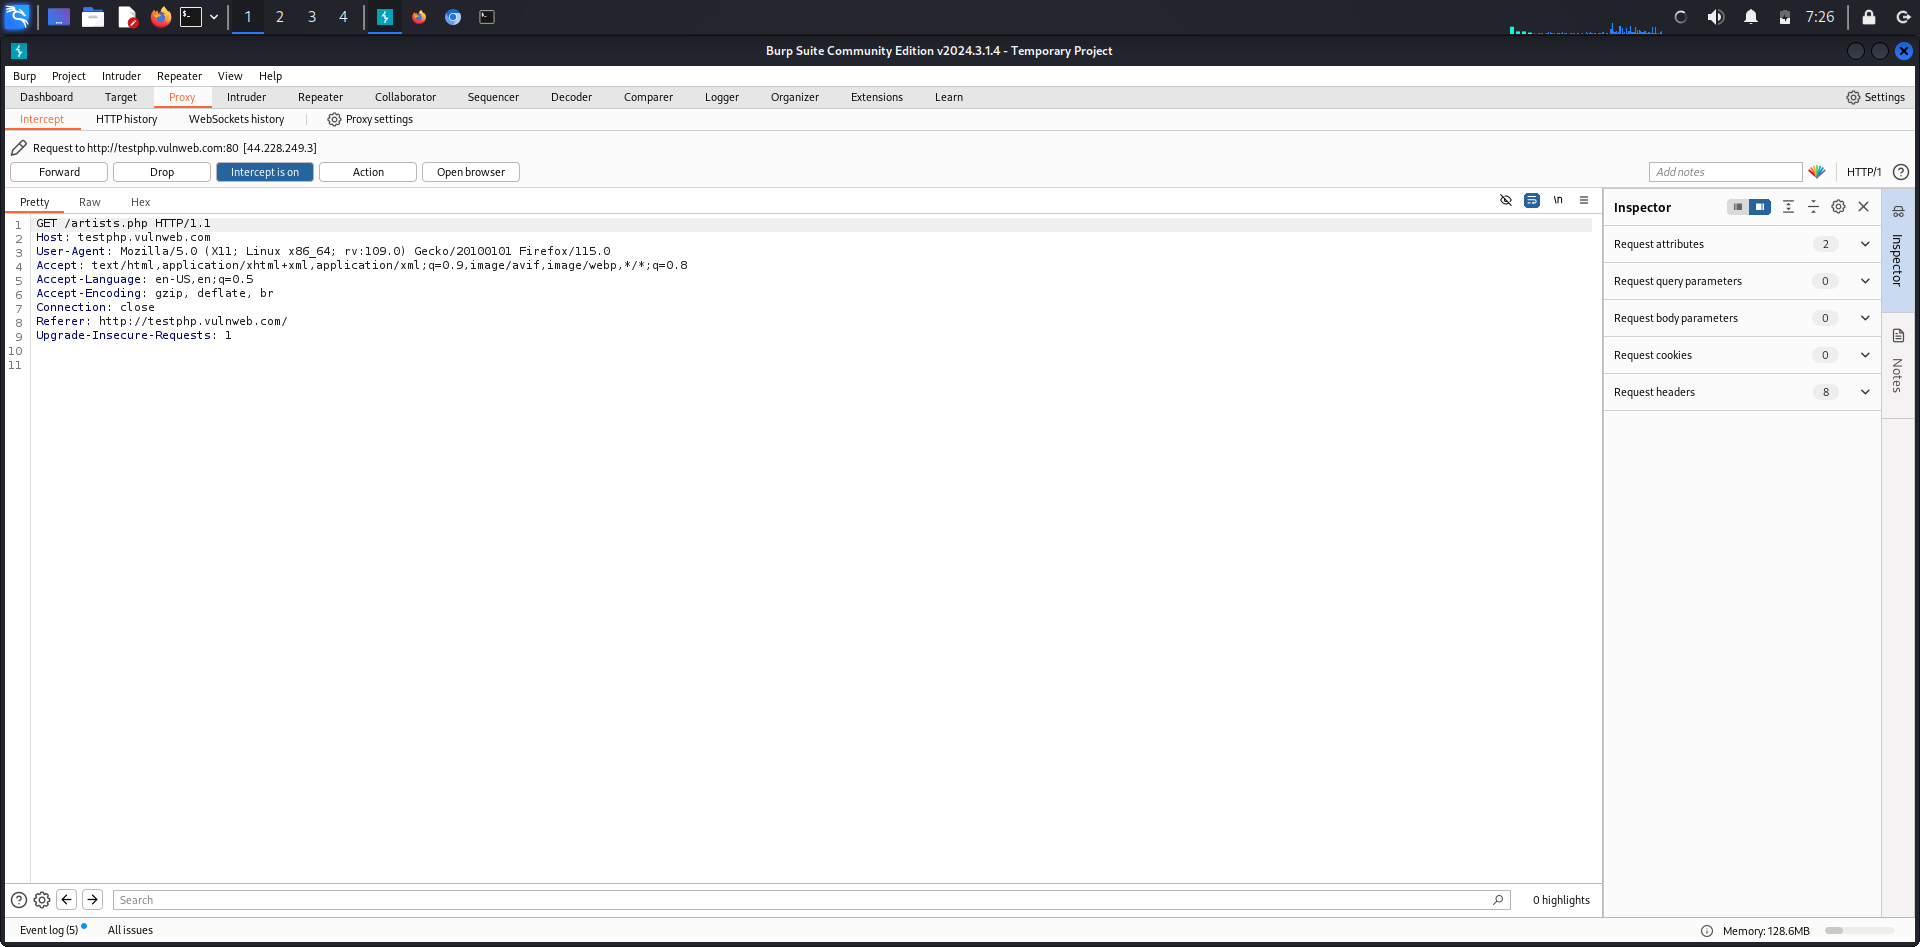 1 2 3 4 7:26
Burp Suite Community Edition v2024.3.1.4 - Temporary Project
Burp Project Intruder Repeater View Help
Dashboard Target Proxy Intruder Repeater Collaborator Sequencer Decoder Comparer Logger Organizer Extensions Learn Settings
Intercept HTTP history WebSockets history Proxy settings
Request to http://testphp.vulnweb.com:80 [44.228.249.3]
Forward Drop Intercept is on Action Open browser Add notes HTTP/1 ?
Pretty Raw Hex \n
1 GET /artists.php HTTP/1.1
2 Host: testphp.vulnweb.com
3 User-Agent: Mozilla/5.0 (X11; Linux x86_64; rv:109.0) Gecko/20100101 Firefox/115.0
4 Accept: text/html,application/xhtml+xml,application/xml;q=0.9,image/avif,image/webp,*/*;q=0.8
5 Accept-Language: en-US,en;q=0.5
6 Accept-Encoding: gzip, deflate, br
7 Connection: close
8 Referer: http://testphp.vulnweb.com/
9 Upgrade-Insecure-Requests: 1
10
11
Inspector
Request attributes 2
Request query parameters 0
Request body parameters 0
Request cookies 0
Request headers 8
Inspector
Notes
? Search 0 highlights
Event log (5) All issues Memory: 128.6MB